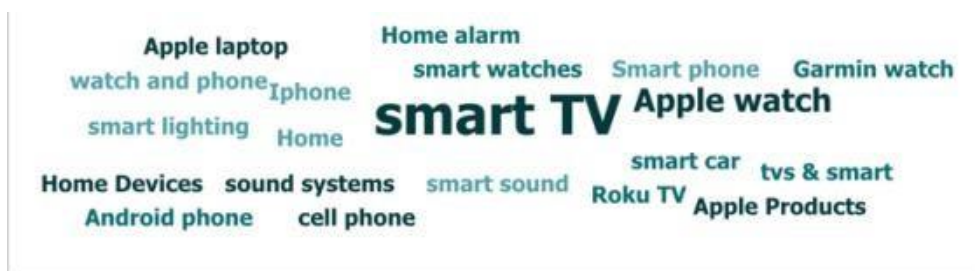 Home alarm
Apple laptop
smart watches Smart phone Garmin watch
watch and phone Iphone
smart TV Apple watch
smart lighting Home
smart car tvs & smart
Home Devices sound systems smart sound
Roku TV Apple Products
Android phone cell phone